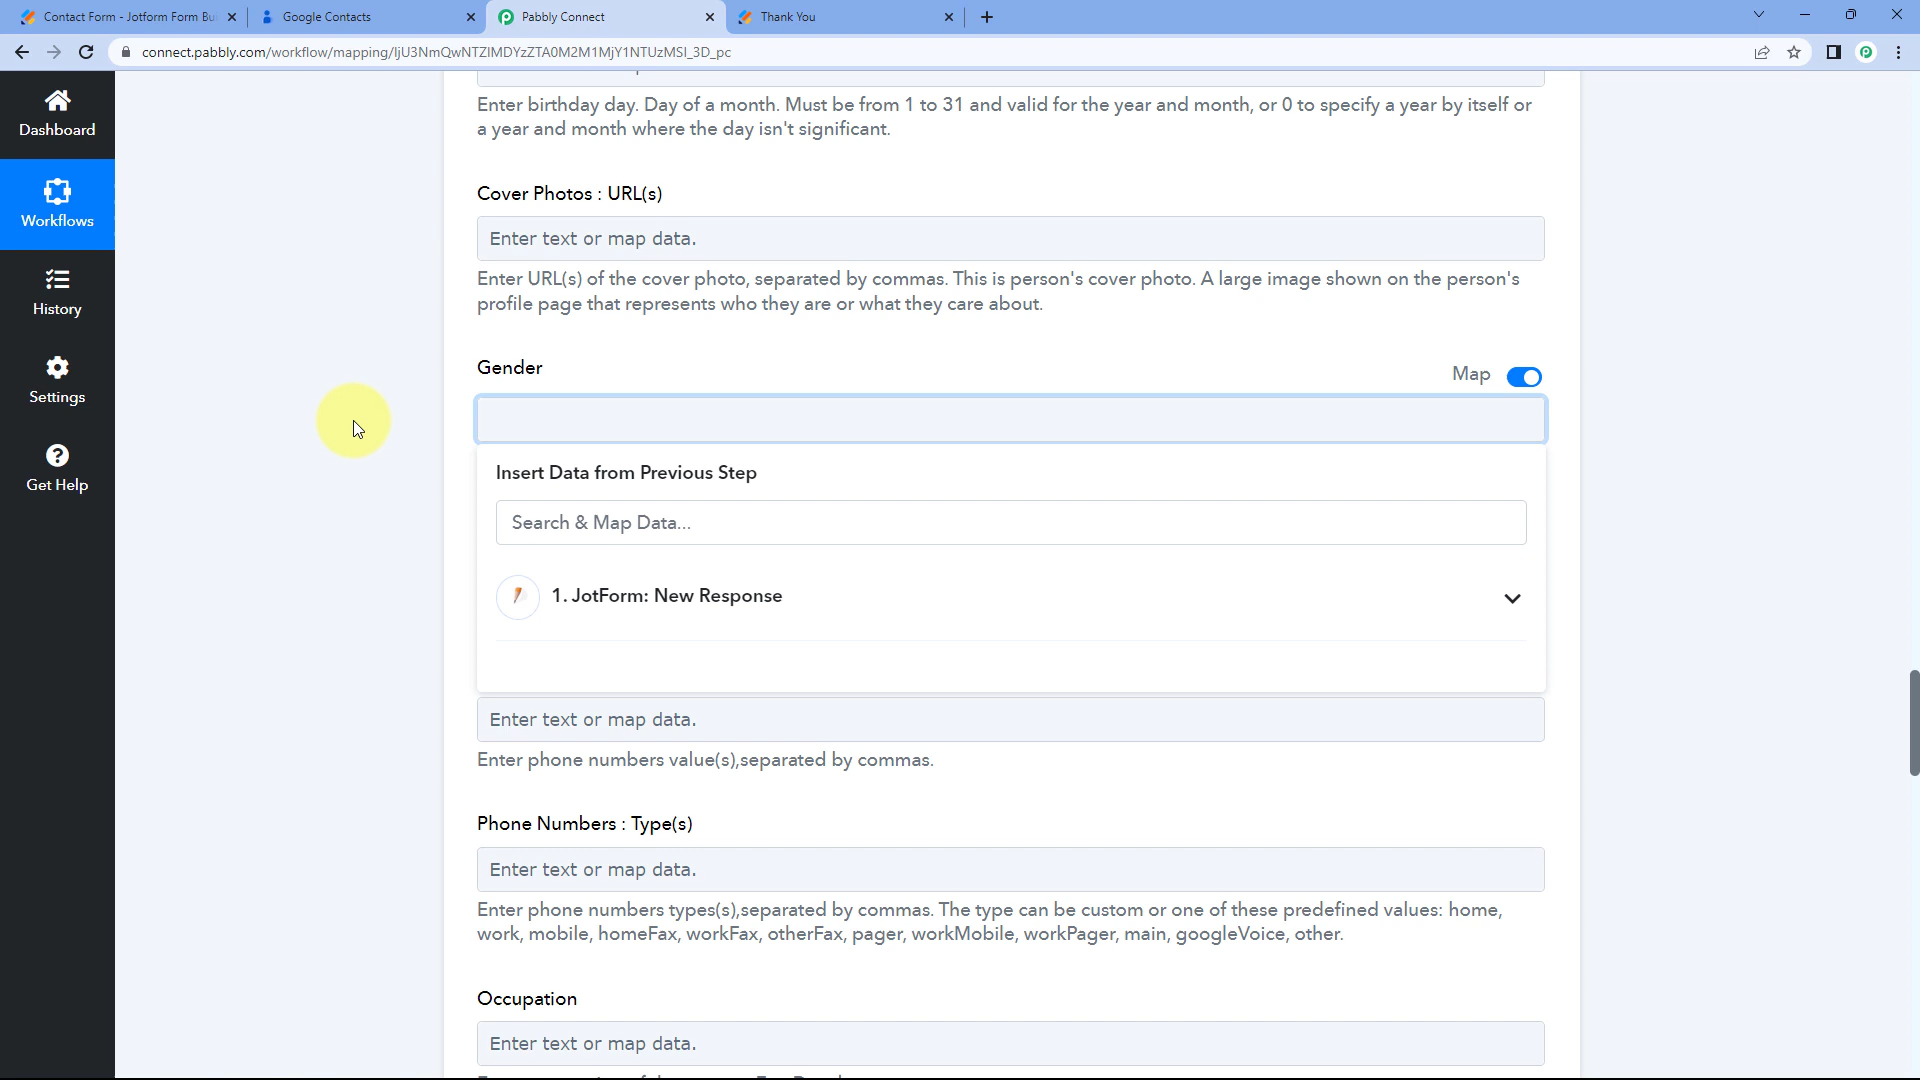 Contact Form - Jotform Form Bu
Google Contacts
Pabbly Connect
Thank You
connect.pabbly.com/workflow/mapping/IjU3NmQwNTZlMDYzZTA0M2M1MjY1NTUzMSI_3D_pc
Dashboard
Workflows
History
Settings
Get Help
Enter birthday day. Day of a month. Must be from 1 to 31 and valid for the year and month, or 0 to specify a year by itself or
a year and month where the day isn't significant.
Cover Photos : URL(s)
Enter text or map data.
Enter URL(s) of the cover photo, separated by commas. This is person's cover photo. A large image shown on the person's
profile page that represents who they are or what they care about.
Gender
Map
Insert Data from Previous Step
Search & Map Data...
1. JotForm: New Response
Enter text or map data.
Enter phone numbers value(s),separated by commas.
Phone Numbers : Type(s)
Enter text or map data.
Enter phone numbers types(s),separated by commas. The type can be custom or one of these predefined values: home,
work, mobile, homeFax, workFax, otherFax, pager, workMobile, workPager, main, googleVoice, other.
Occupation
Enter text or map data.